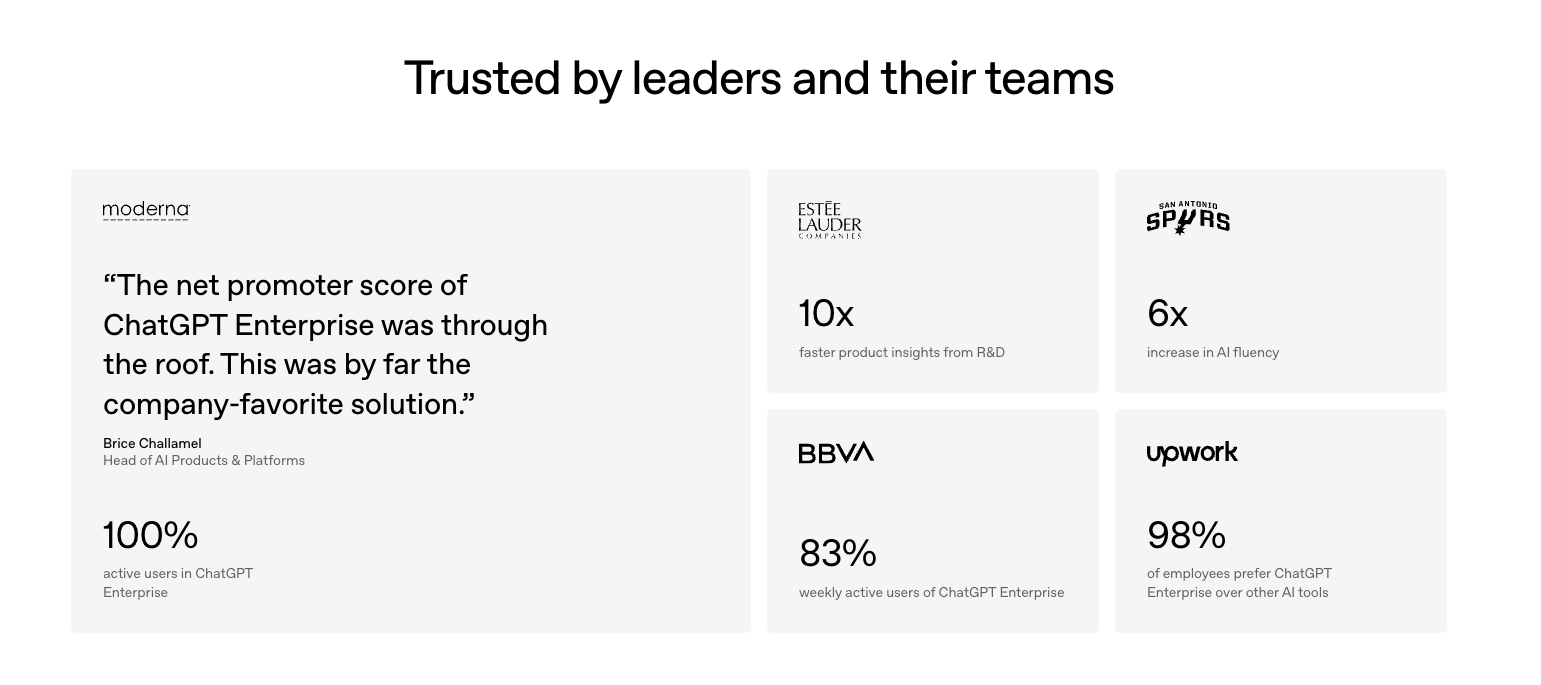 Trusted by leaders and their teams
moderna
“The net promoter score of
ChatGPT Enterprise was through
the roof. This was by far the
company-favorite solution.”
Brice Challamel
Head of AI Products & Platforms
100%
active users in ChatGPT
Enterprise
ESTĒE
LAUDER
COMPANIES
10x
faster product insights from R&D
SAN ANTONIO
SPURS
6x
increase in AI fluency
BBVA
83%
weekly active users of ChatGPT Enterprise
upwork
98%
of employees prefer ChatGPT
Enterprise over other AI tools